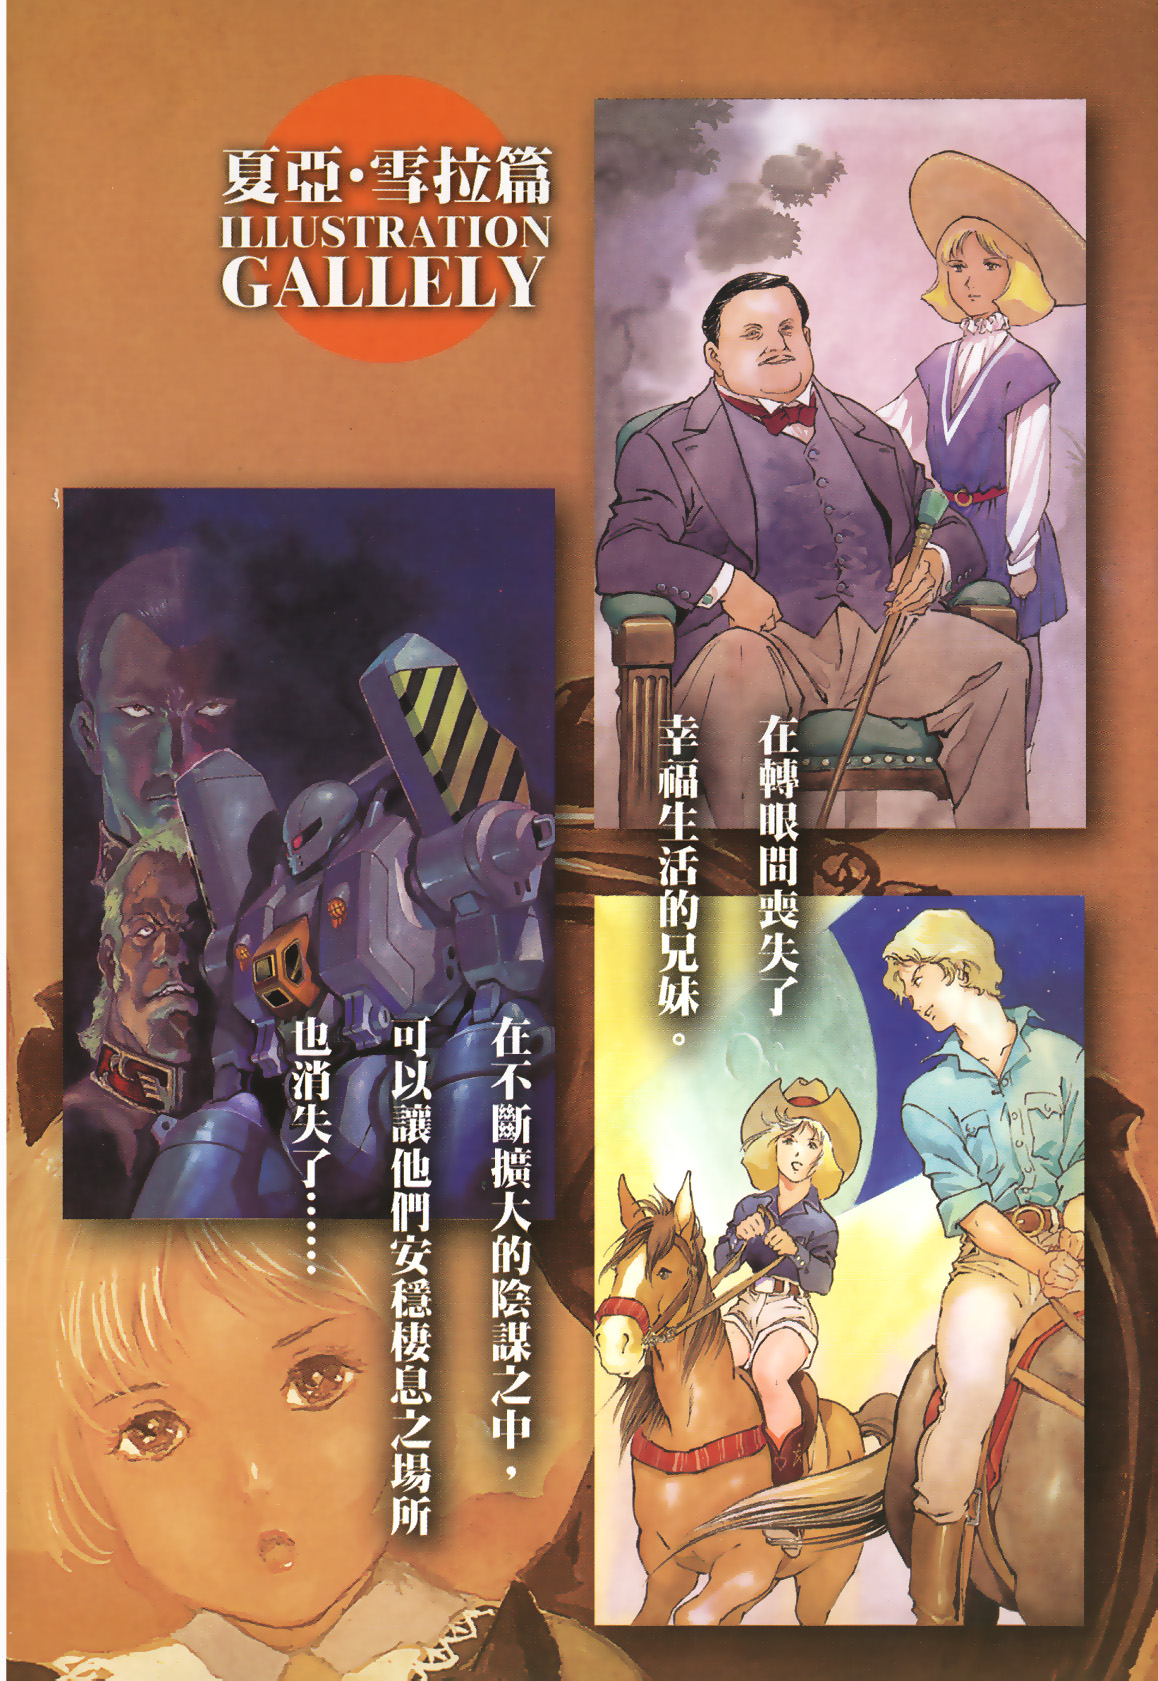 夏亞·雪拉篇
ILLUSTRATION
GALLELY
在轉眼間喪失了
幸福生活的兄妹。
在不斷擴大的陰謀之中，
可以讓他們安穩棲息之場所
也消失了……